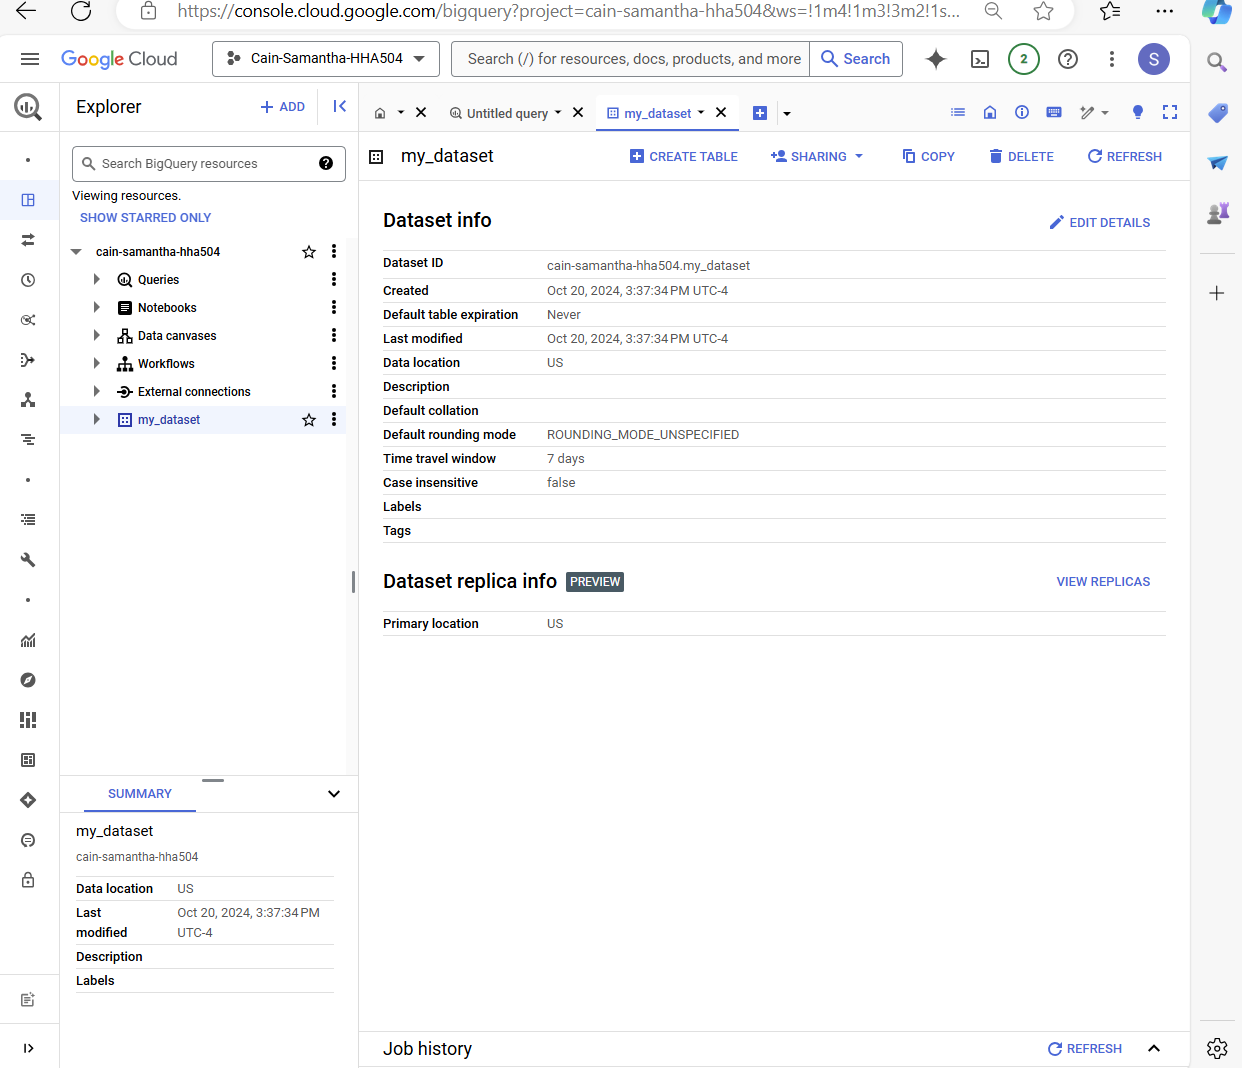 https://console.cloud.google.com/bigquery?project=cain-samantha-hha504&ws=!1m4!1m3!3m2!1s...
Google Cloud
Cain-Samantha-HHA504
Search (/) for resources, docs, products, and more
Search
2
S
Explorer
+ ADD
Untitled query
my_dataset
Search BigQuery resources
my_dataset
CREATE TABLE
SHARING
COPY
DELETE
REFRESH
Viewing resources.
SHOW STARRED ONLY
cain-samantha-hha504
Queries
Notebooks
Data canvases
Workflows
External connections
my_dataset
Dataset info
EDIT DETAILS
Dataset ID cain-samantha-hha504.my_dataset
Created Oct 20, 2024, 3:37:34 PM UTC-4
Default table expiration Never
Last modified Oct 20, 2024, 3:37:34 PM UTC-4
Data location US
Description
Default collation
Default rounding mode ROUNDING_MODE_UNSPECIFIED
Time travel window 7 days
Case insensitive false
Labels
Tags
Dataset replica info PREVIEW
VIEW REPLICAS
Primary location US
SUMMARY
my_dataset
cain-samantha-hha504
Data location US
Last modified Oct 20, 2024, 3:37:34 PM UTC-4
Description
Labels
Job history
REFRESH